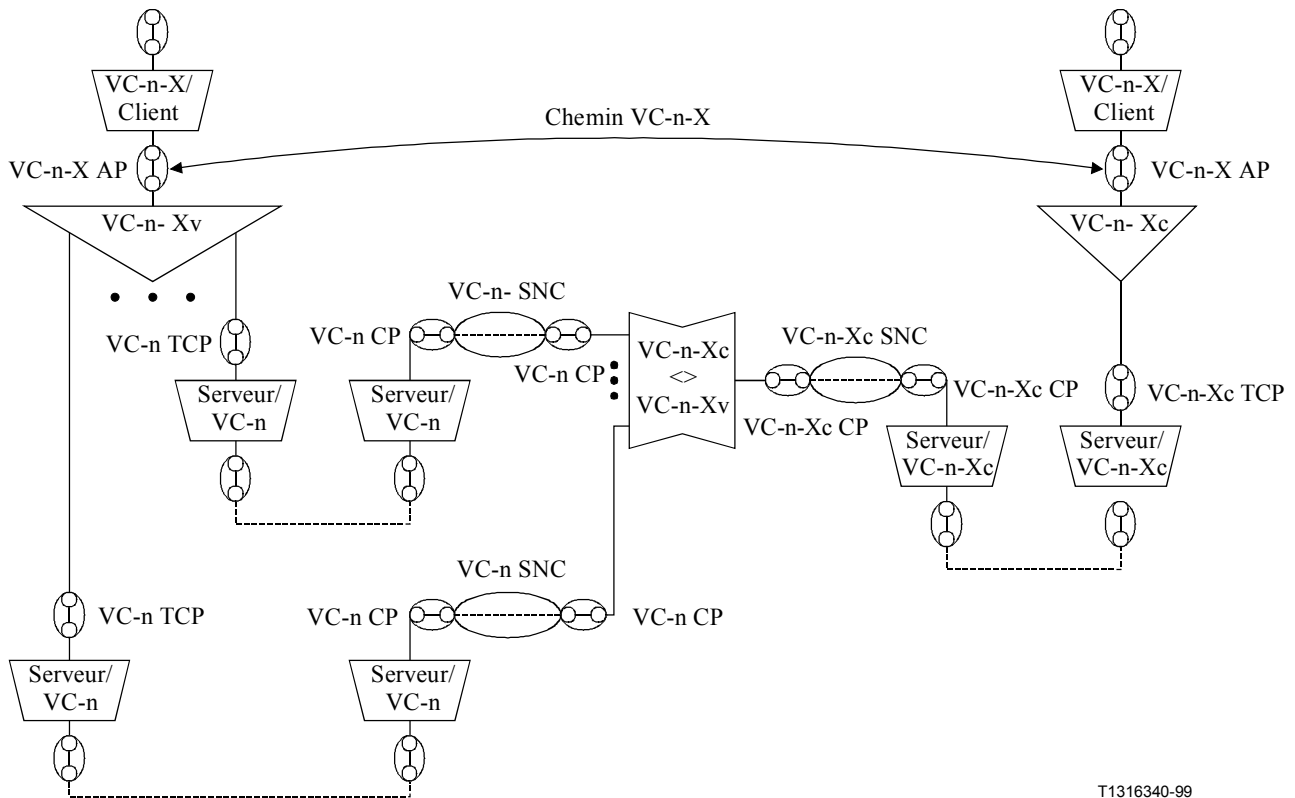 VC-n-X/
Client
VC-n-X/
Client
Chemin VC-n-X
VC-n-X AP
VC-n-X AP
VC-n- Xv
VC-n- Xc
VC-n- SNC
VC-n TCP
VC-n CP
VC-n CP
VC-n-Xc
<>
VC-n-Xv
VC-n-Xc SNC
VC-n-Xc CP
VC-n-Xc CP
VC-n-Xc TCP
Serveur/
VC-n
Serveur/
VC-n
Serveur/
VC-n-Xc
Serveur/
VC-n-Xc
VC-n SNC
VC-n TCP
VC-n CP
VC-n CP
Serveur/
VC-n
Serveur/
VC-n
T1316340-99